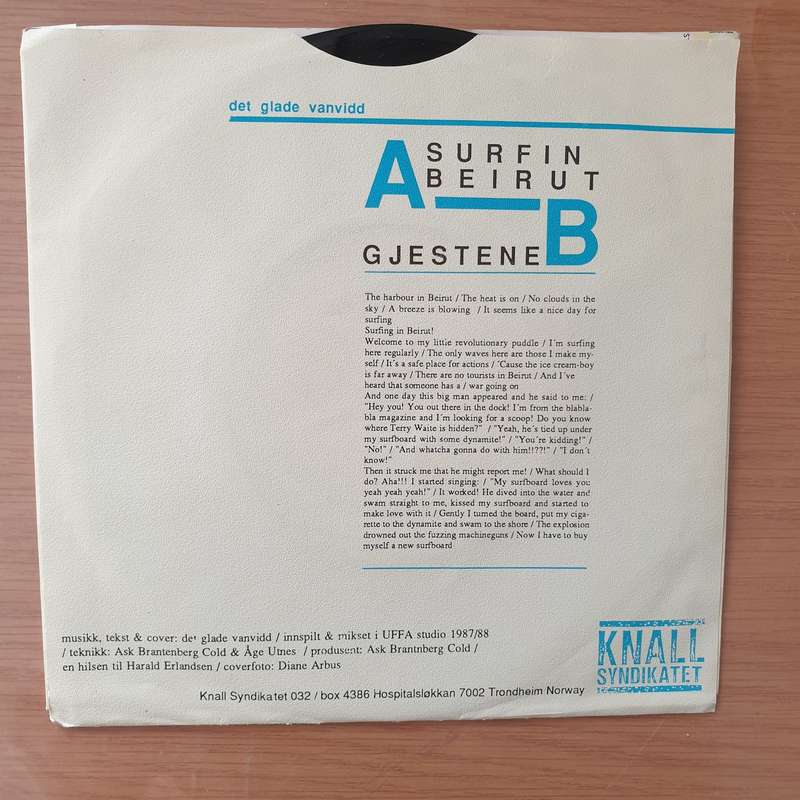 det glade vanvidd
A SURFIN
BEIRUT
B
GJESTENE
The harbour in Beirut / The heat is on / No clouds in the
sky / A breeze is blowing / It seems like a nice day for
surfing
Surfing in Beirut!
Welcome to my little revolutionary puddle / I´m surfing
here regularly / The only waves here are those I make my-
self / It´s a safe place for actions / ´Cause the ice cream-boy
is far away / There are no tourists in Beirut / And I´ve
heard that someone has a / war going on
And one day this big man appeared and he said to me: /
"Hey you! You out there in the dock! I´m from the blabla-
bla magazine and I´m looking for a scoop! Do you know
where Terry Waite is hidden?" / "Yeah, he´s tied up under
my surfboard with some dynamite!" / "You´re kidding!" /
"No!" / "And whatcha gonna do with him!!??!" / "I don´t
know!"
Then it struck me that he might report me! / What should I
do? Aha!!! I started singing: / "My surfboard loves you
yeah yeah yeah!" / It worked! He dived into the water and
swam straight to me, kissed my surfboard and started to
make love with it / Gently I turned the board, put my ciga-
rette to the dynamite and swam to the shore / The explosion
drowned out the fuzzing machineguns / Now I have to buy
myself a new surfboard
musikk, tekst & cover: det glade vanvidd / innspilt & mikset i UFFA studio 1987/88
/ teknikk: Ask Brantenberg Cold & Åge Utnes / produsent: Ask Brantnberg Cold /
en hilsen til Harald Erlandsen / coverfoto: Diane Arbus
KNALL
SYNDIKATET
Knall Syndikatet 032 / box 4386 Hospitalsløkkan 7002 Trondheim Norway